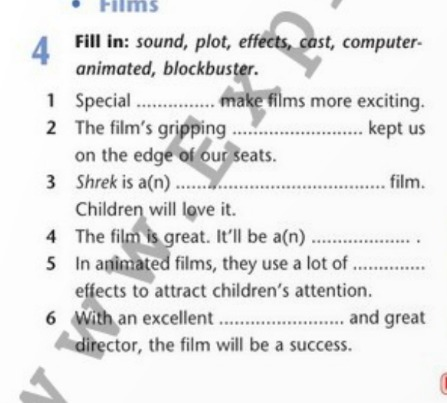 • Films
4 Fill in: sound, plot, effects, cast, computer-
animated, blockbuster.
1 Special ............... make films more exciting.
2 The film's gripping ......................... kept us
on the edge of our seats.
3 Shrek is a(n) ........................................ film.
Children will love it.
4 The film is great. It'll be a(n) .................... .
5 In animated films, they use a lot of ..............
effects to attract children's attention.
6 With an excellent ........................ and great
director, the film will be a success.